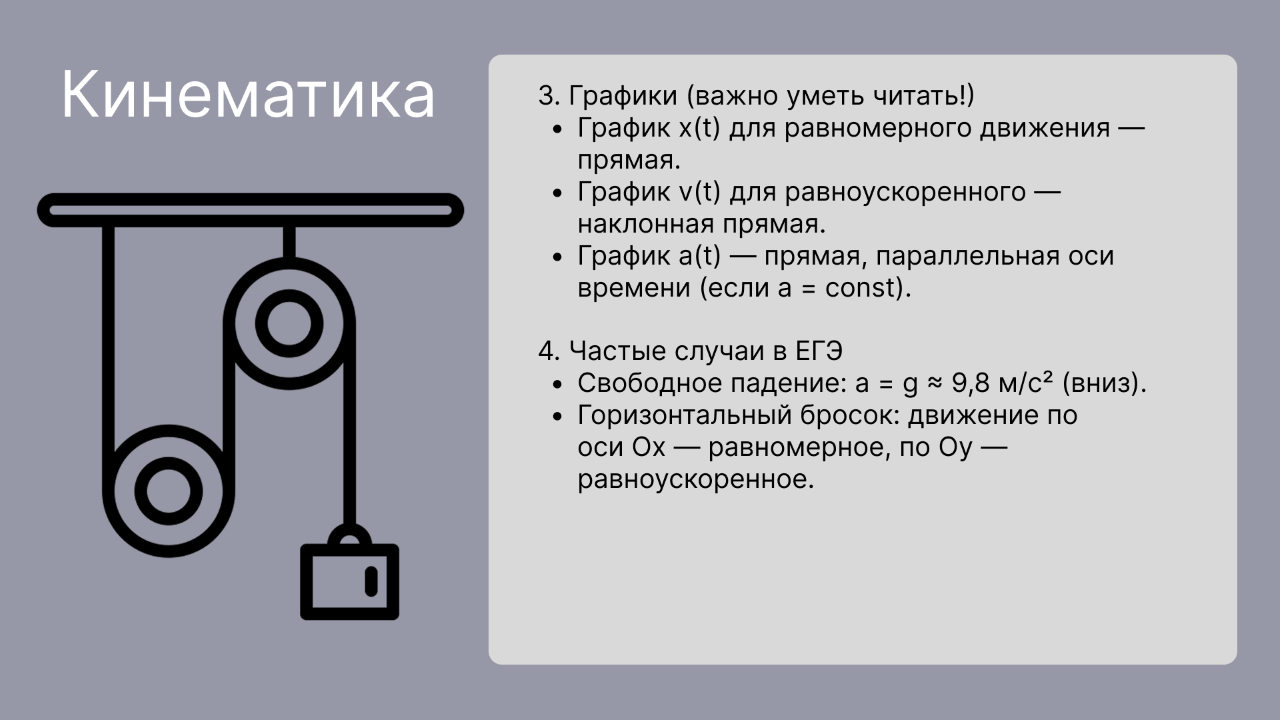 Кинематика
3. Графики (важно уметь читать!)
• График x(t) для равномерного движения —
прямая.
• График v(t) для равноускоренного —
наклонная прямая.
• График a(t) — прямая, параллельная оси
времени (если a = const).
4. Частые случаи в ЕГЭ
• Свободное падение: a = g ≈ 9,8 м/с² (вниз).
• Горизонтальный бросок: движение по
оси Ox — равномерное, по Oy —
равноускоренное.